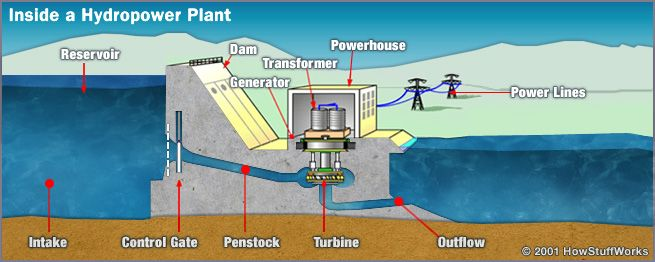 Inside a Hydropower Plant
Reservoir
Dam
Powerhouse
Transformer
Generator
Power Lines
Intake
Control Gate
Penstock
Turbine
Outflow
© 2001 HowStuffWorks